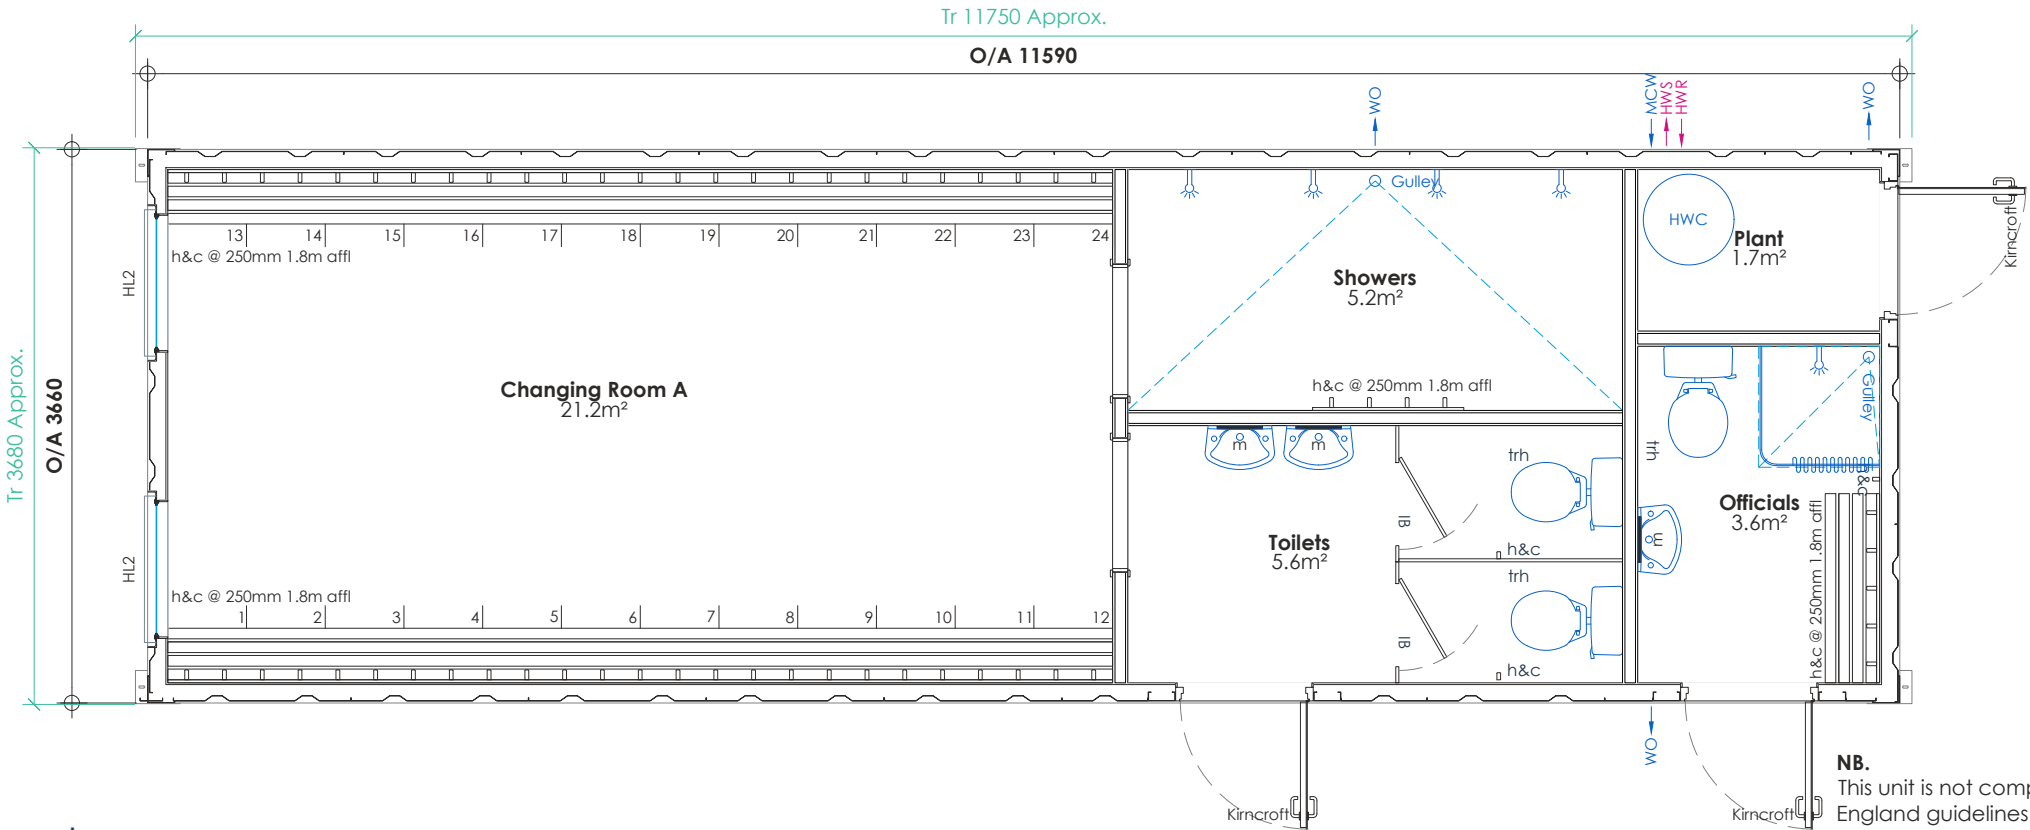 Tr 11750 Approx.
O/A 11590
WO
MCW
HWS
HWR
WO
Tr 3680 Approx.
O/A 3660
HL2
HL2
13 14 15 16 17 18 19 20 21 22 23 24
h&c @ 250mm 1.8m affl
Changing Room A
21.2m²
h&c @ 250mm 1.8m affl
1 2 3 4 5 6 7 8 9 10 11 12
Gulley
Showers
5.2m²
h&c @ 250mm 1.8m affl
HWC
Plant
1.7m²
Kirncroft
m
m
Toilets
5.6m²
trh
IB
h&c
trh
IB
h&c
trh
Gulley
h&c
Officials
3.6m²
m
h&c @ 250mm 1.8m affl
WO
Kirncroft
Kirncroft
NB.
This unit is not comp
England guidelines